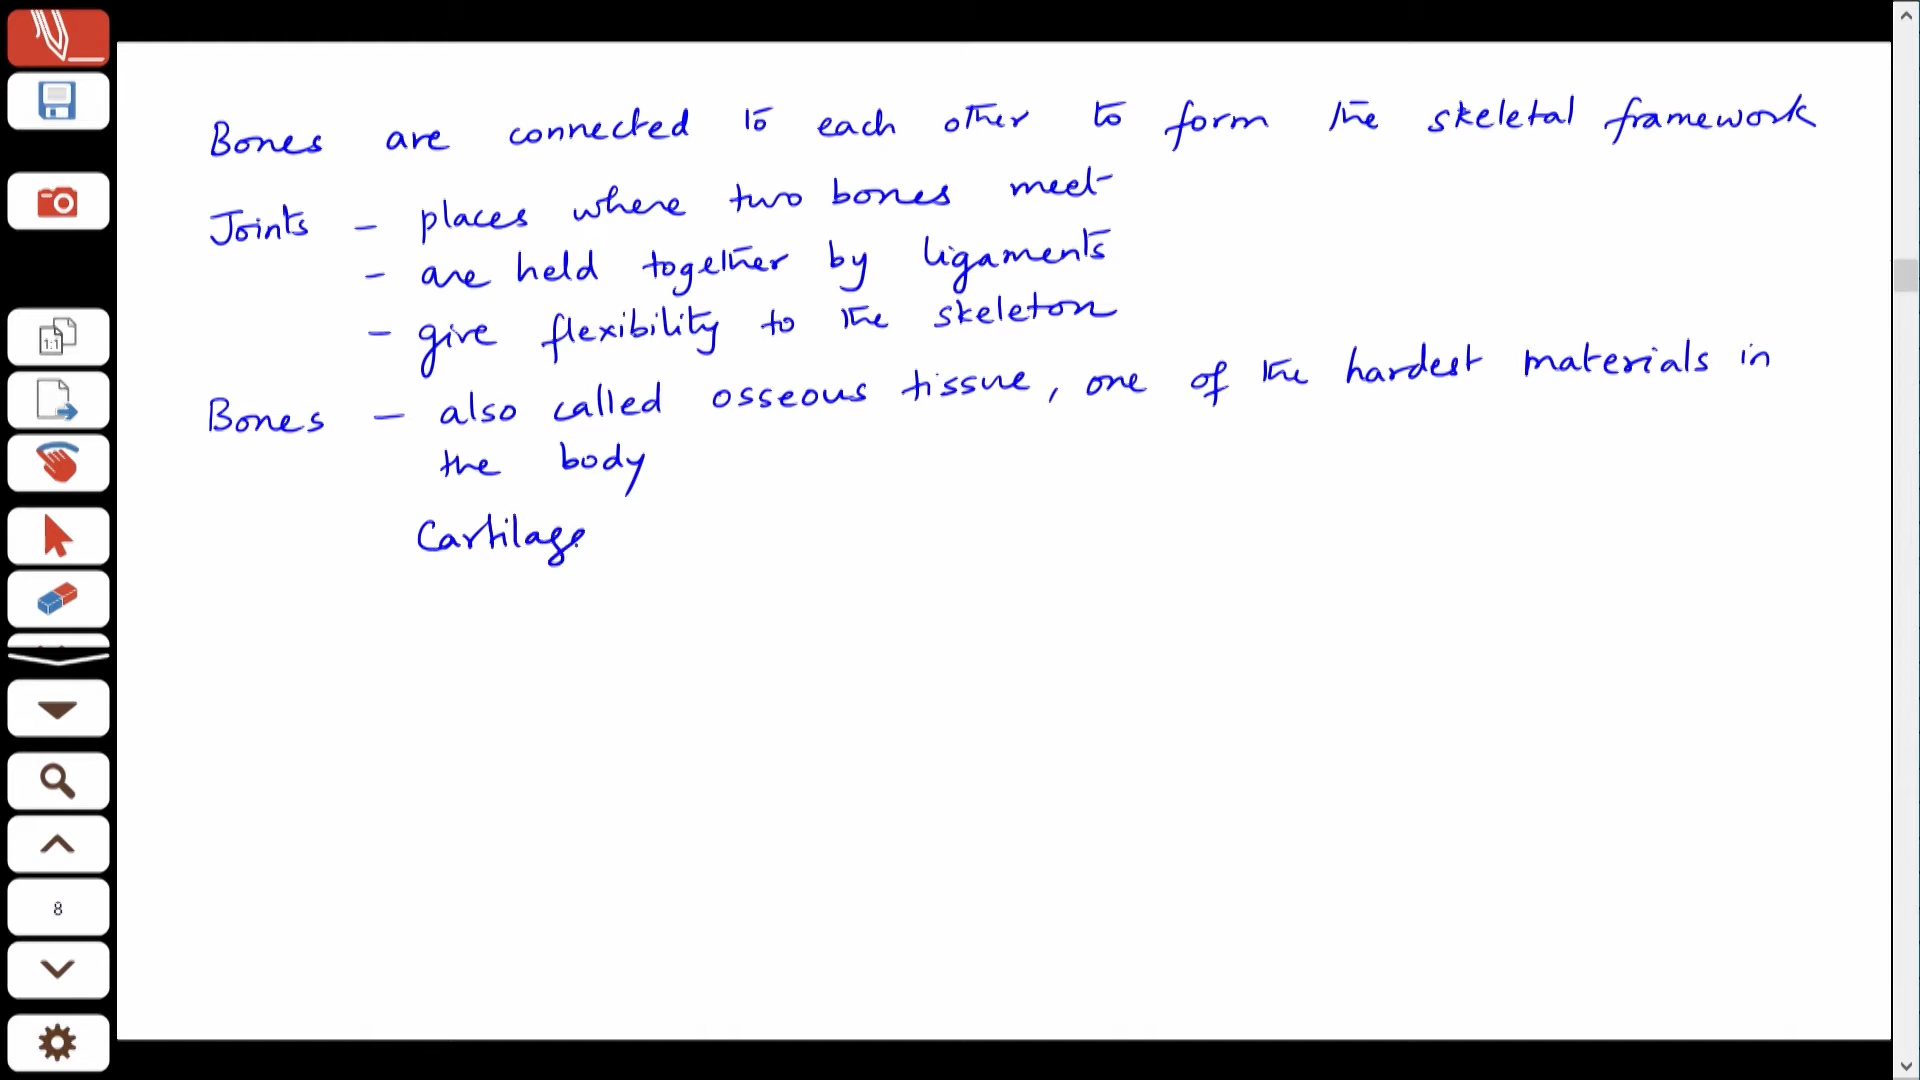 Bones are connected to each other to form the skeletal framework
Joints - places where two bones meet
- are held together by ligaments
- give flexibility to the skeleton
Bones - also called osseous tissue, one of the hardest materials in
the body
Cartilage
1:1
8